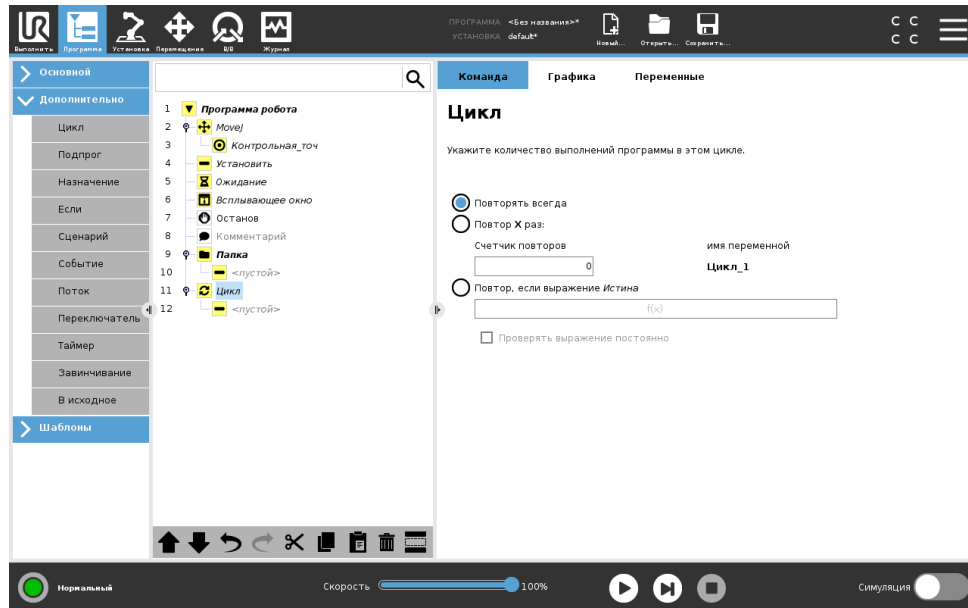 UR
Выполнить Программа Установка Перемещение В/В Журнал
ПРОГРАММА <Без названия>*
УСТАНОВКА default*
Новый... Открыть... Сохранить...
C C
C C
Основной
Дополнительно
Цикл
Подпрог
Назначение
Если
Сценарий
Событие
Поток
Переключатель
Таймер
Завинчивание
В исходное
Шаблоны
1 Программа робота
2 MoveJ
3 Контрольная_точ
4 Установить
5 Ожидание
6 Всплывающее окно
7 Останов
8 Комментарий
9 Папка
10 <пустой>
11 Цикл
12 <пустой>
Команда Графика Переменные
Цикл
Укажите количество выполнений программы в этом цикле.
Повторять всегда
Повтор X раз:
Счетчик повторов имя переменной
0 Цикл_1
Повтор, если выражение Истина
f(x)
Проверять выражение постоянно
Нормальный
Скорость 100%
Симуляция